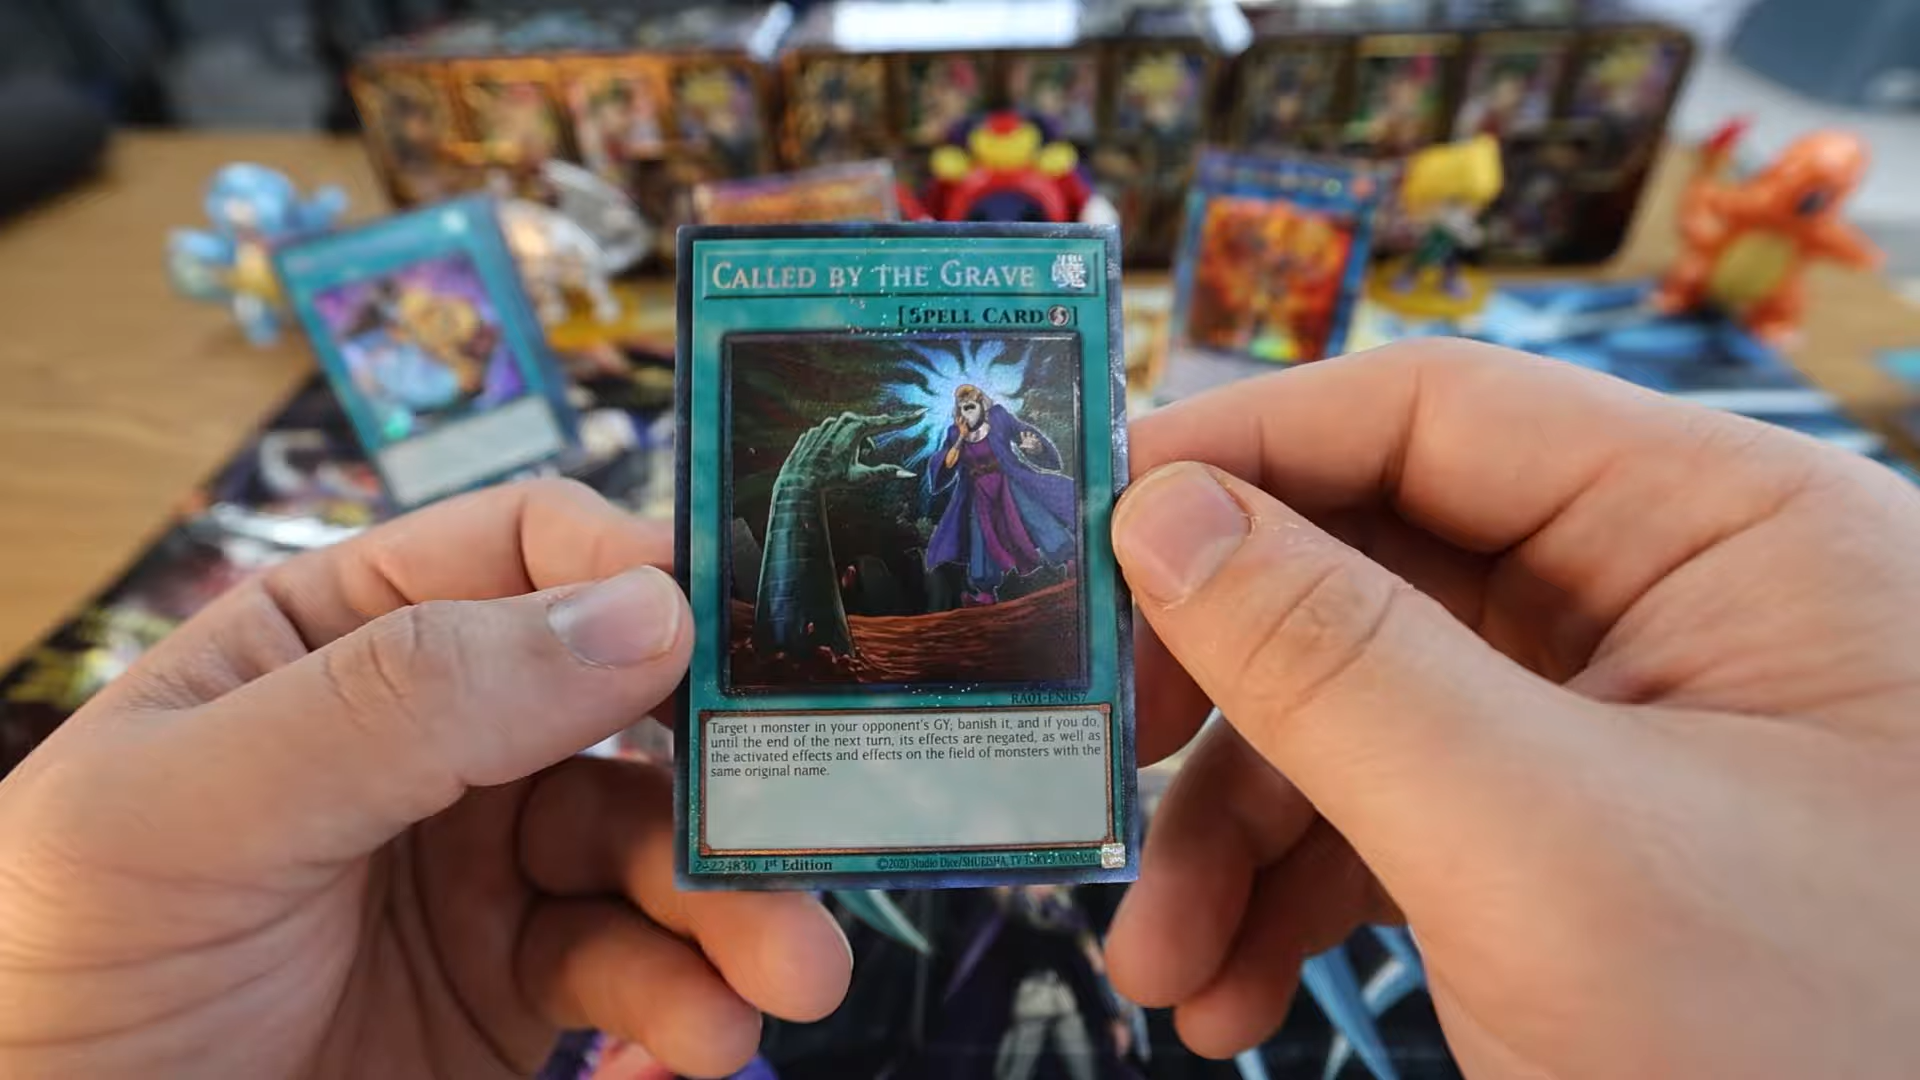 CALLED BY THE GRAVE
[SPELL CARD]
RA01-EN057
Target 1 monster in your opponent's GY; banish it, and if you do,
until the end of the next turn, its effects are negated, as well as
the activated effects and effects on the field of monsters with the
same original name.
24224830 1st Edition
©2020 Studio Dice/SHUEISHA, TV TOKYO, KONAMI